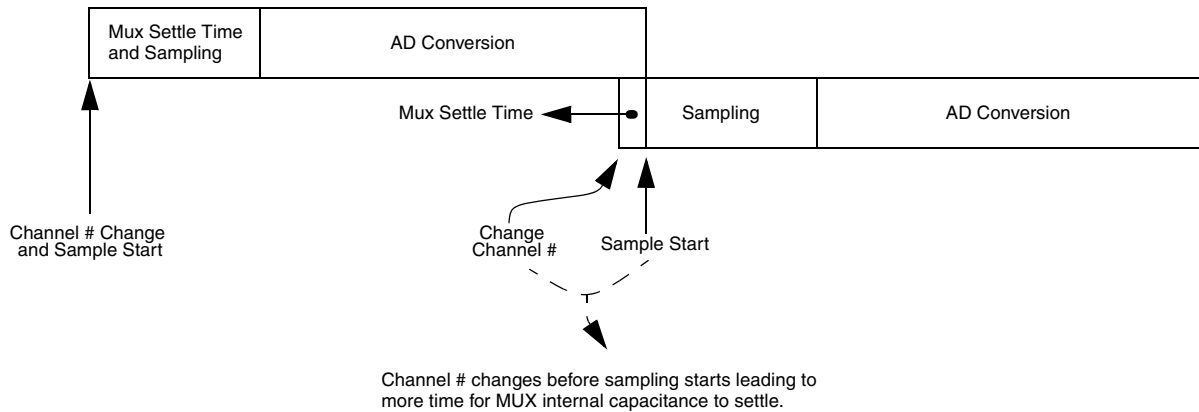 Mux Settle Time
and Sampling
AD Conversion
Mux Settle Time
Sampling
AD Conversion
Channel # Change
and Sample Start
Change
Channel #
Sample Start
Channel # changes before sampling starts leading to
more time for MUX internal capacitance to settle.